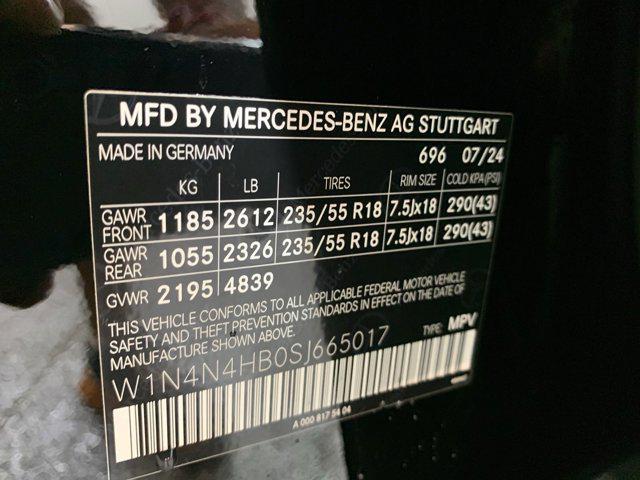 MFD BY MERCEDES-BENZ AG STUTTGART
MADE IN GERMANY 696 07/24
KG LB TIRES RIM SIZE COLD KPA(PSI)
GAWR FRONT 1185 2612 235/55 R18 7.5Jx18 290(43)
GAWR REAR 1055 2326 235/55 R18 7.5Jx18 290(43)
GVWR 2195 4839
THIS VEHICLE CONFORMS TO ALL APPLICABLE FEDERAL MOTOR VEHICLE
SAFETY AND THEFT PREVENTION STANDARDS IN EFFECT ON THE DATE OF
MANUFACTURE SHOWN ABOVE.
W1N4N4HB0SJ665017 TYPE: MPV
A 000 817 54 04